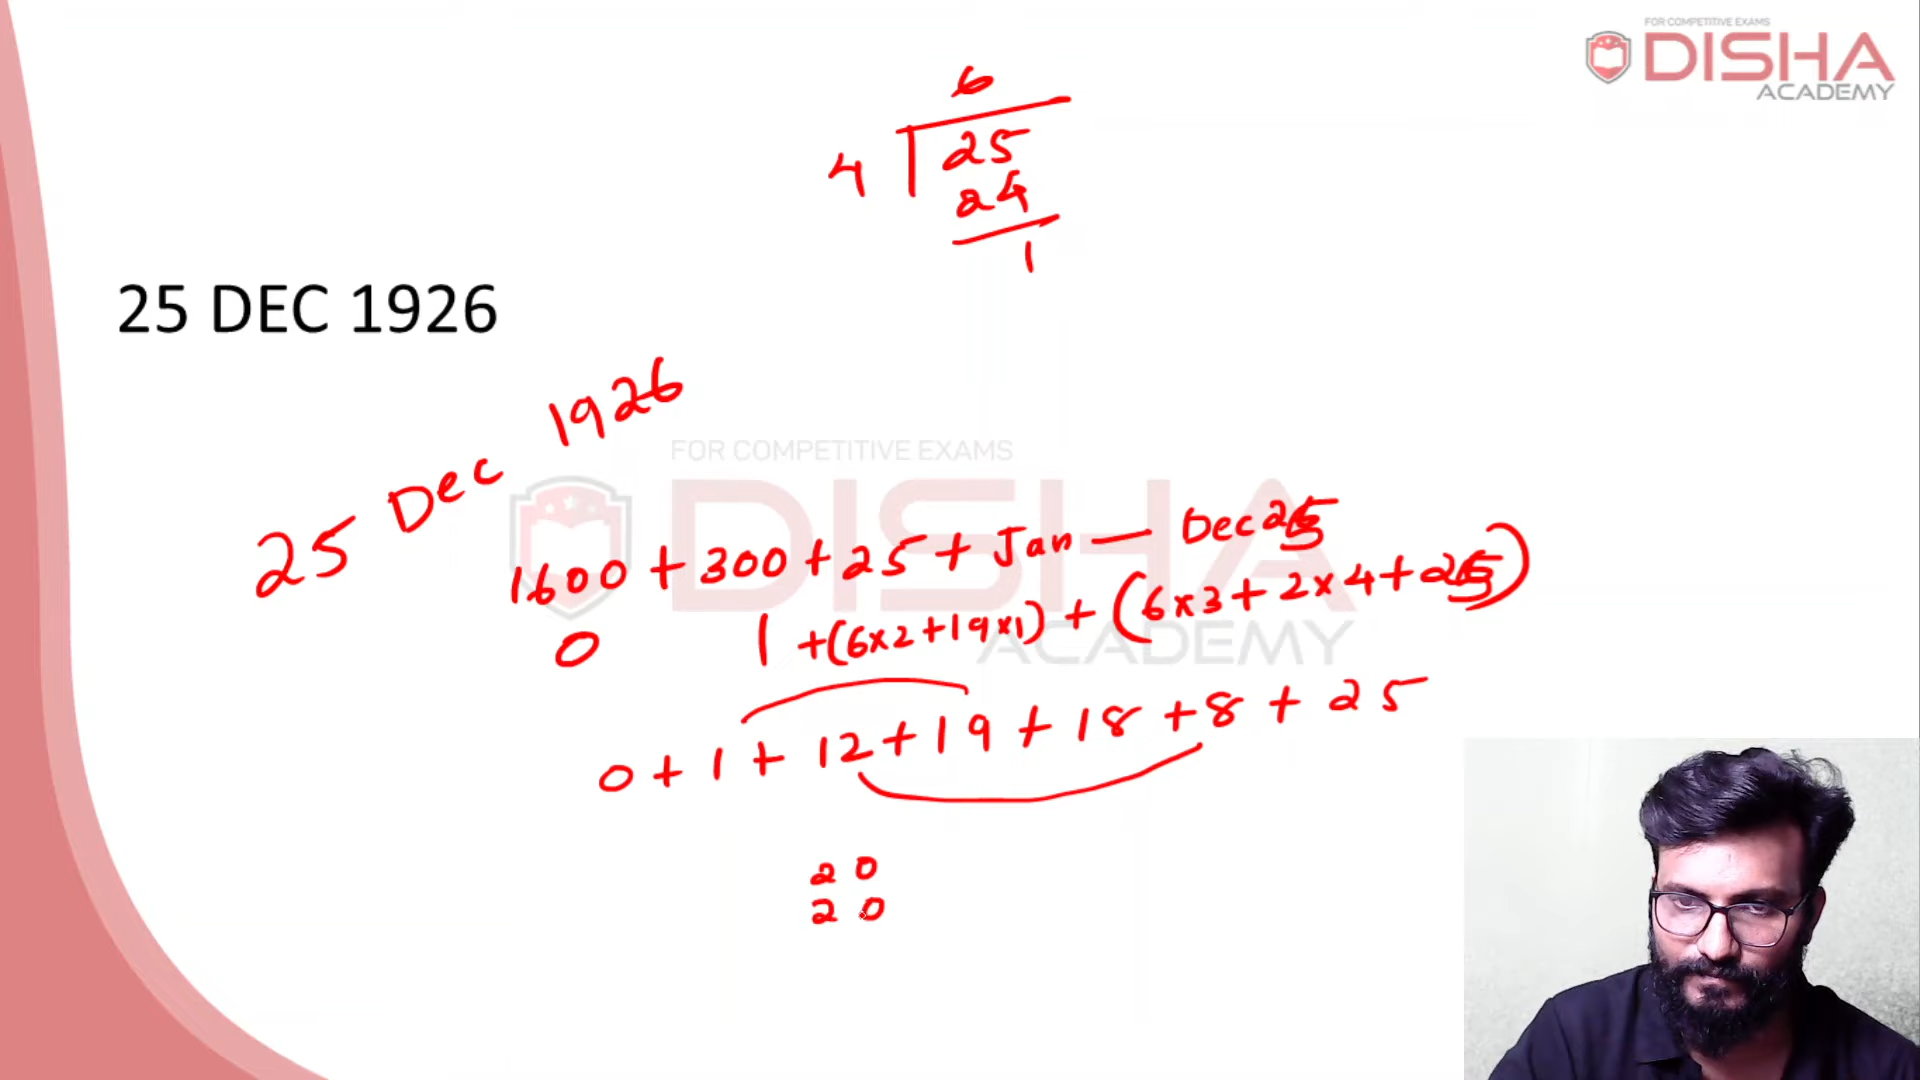 FOR COMPETITIVE EXAMS
DISHA
ACADEMY
6
4 25
24
1
25 DEC 1926
25 Dec 1926
FOR COMPETITIVE EXAMS
DISHA
ACADEMY
1600 + 300 + 25 + Jan — Dec 25
0 1 + (6x2 + 19x1) + (6x3 + 2x4 + 25)
0 + 1 + 12 + 19 + 18 + 8 + 25
20
20